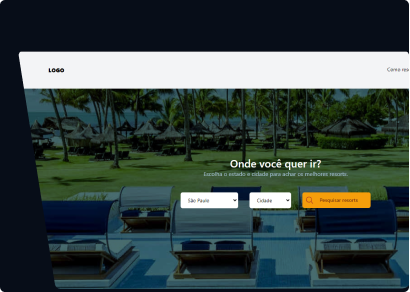 LOGO
Como res
Onde você quer ir?
Escolha o estado e cidade para achar os melhores resorts.
São Paulo
Cidade
Pesquisar resorts